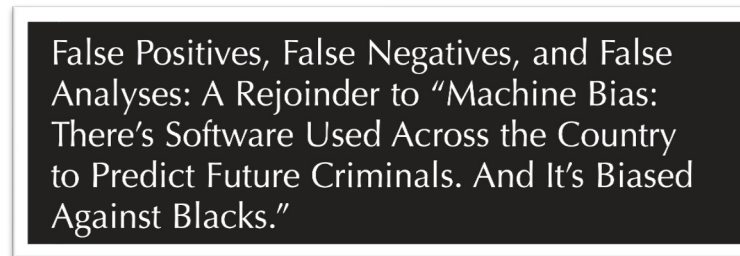 False Positives, False Negatives, and False
Analyses: A Rejoinder to “Machine Bias:
There’s Software Used Across the Country
to Predict Future Criminals. And It’s Biased
Against Blacks.”